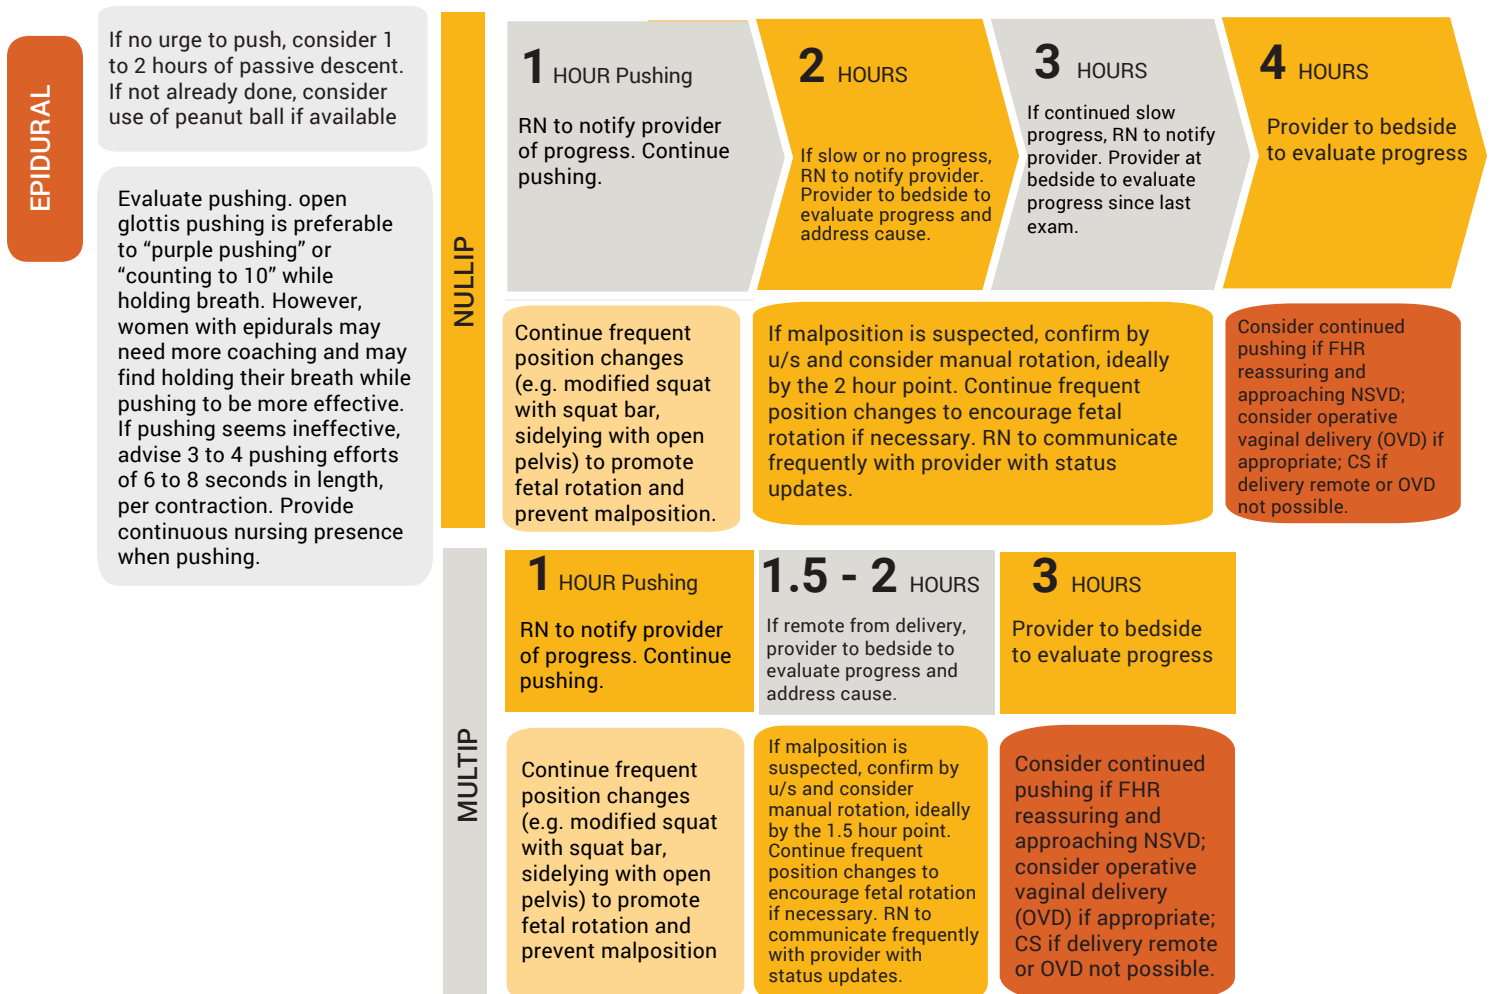 EPIDURAL
If no urge to push, consider 1
to 2 hours of passive descent.
If not already done, consider
use of peanut ball if available
Evaluate pushing. open
glottis pushing is preferable
to “purple pushing” or
“counting to 10” while
holding breath. However,
women with epidurals may
need more coaching and may
find holding their breath while
pushing to be more effective.
If pushing seems ineffective,
advise 3 to 4 pushing efforts
of 6 to 8 seconds in length,
per contraction. Provide
continuous nursing presence
when pushing.
NULLIP
1 HOUR Pushing
RN to notify provider
of progress. Continue
pushing.
2 HOURS
If slow or no progress,
RN to notify provider.
Provider to bedside to
evaluate progress and
address cause.
3 HOURS
If continued slow
progress, RN to notify
provider. Provider at
bedside to evaluate
progress since last
exam.
4 HOURS
Provider to bedside
to evaluate progress
Continue frequent
position changes
(e.g. modified squat
with squat bar,
sidelying with open
pelvis) to promote
fetal rotation and
prevent malposition.
If malposition is suspected, confirm by
u/s and consider manual rotation, ideally
by the 2 hour point. Continue frequent
position changes to encourage fetal
rotation if necessary. RN to communicate
frequently with provider with status
updates.
Consider continued
pushing if FHR
reassuring and
approaching NSVD;
consider operative
vaginal delivery (OVD) if
appropriate; CS if
delivery remote or OVD
not possible.
MULTIP
1 HOUR Pushing
RN to notify provider
of progress. Continue
pushing.
1.5 - 2 HOURS
If remote from delivery,
provider to bedside to
evaluate progress and
address cause.
3 HOURS
Provider to bedside
to evaluate progress
Continue frequent
position changes
(e.g. modified squat
with squat bar,
sidelying with open
pelvis) to promote
fetal rotation and
prevent malposition
If malposition is
suspected, confirm by
u/s and consider
manual rotation, ideally
by the 1.5 hour point.
Continue frequent
position changes to
encourage fetal rotation
if necessary. RN to
communicate frequently
with provider with
status updates.
Consider continued
pushing if FHR
reassuring and
approaching NSVD;
consider operative
vaginal delivery
(OVD) if appropriate;
CS if delivery remote
or OVD not possible.